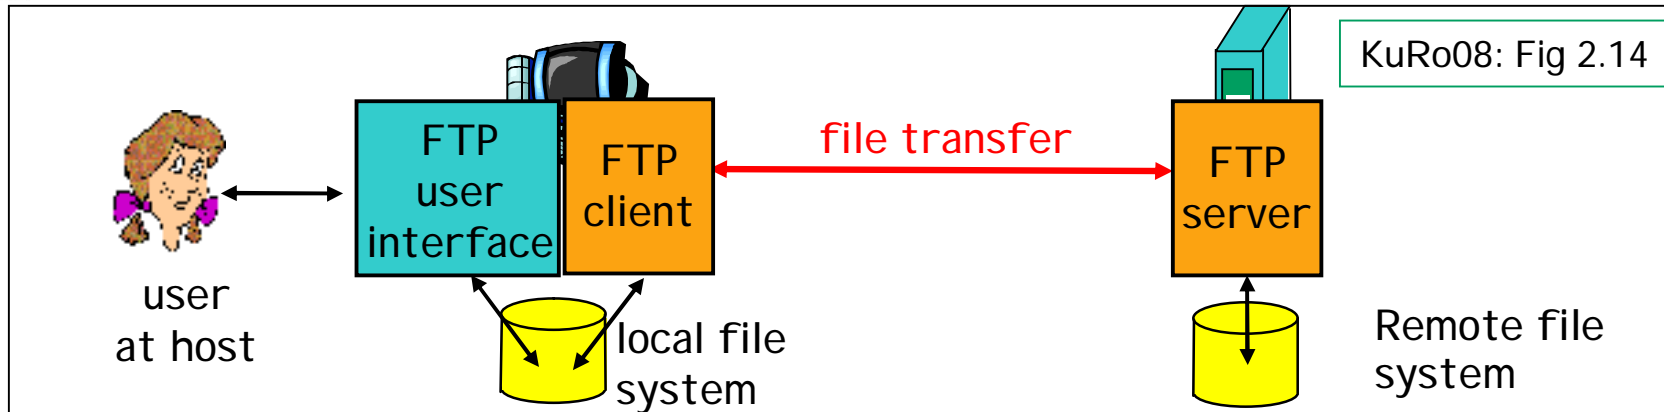 KuRo08: Fig 2.14
user
at host
FTP
user
interface
FTP
client
file transfer
FTP
server
local file
system
Remote file
system